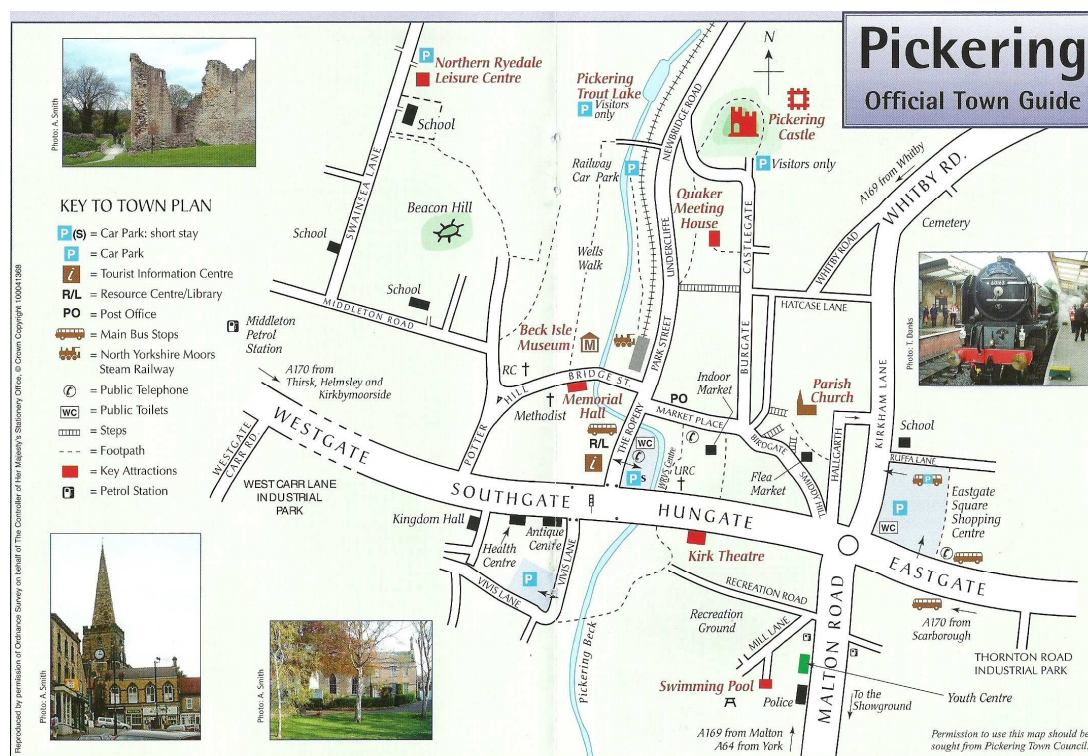 Pickering
Official Town Guide
Photo: A. Smith
P
Northern Ryedale
Leisure Centre
School
Pickering
Trout Lake
P Visitors
only
N
Pickering
Castle
P Visitors only
NEWBRIDGE ROAD
Railway
Car Park
P
A169 from Whitby
WHITBY RD.
Cemetery
SWAINSEA LANE
Beacon Hill
School
School
MIDDLETON ROAD
Wells
Walk
UNDERCLIFFE
Quaker
Meeting
House
CASTLEGATE
WHITBY ROAD
HATCASE LANE
KEY TO TOWN PLAN
P (S) = Car Park: short stay
P = Car Park
i = Tourist Information Centre
R/L = Resource Centre/Library
PO = Post Office
= Main Bus Stops
= North Yorkshire Moors
Steam Railway
= Public Telephone
WC = Public Toilets
= Steps
= Footpath
= Key Attractions
= Petrol Station
Reproduced by permission of Ordnance Survey on behalf of The Controller of Her Majesty's Stationery Office, © Crown Copyright 100041368
Middleton
Petrol
Station
A170 from
Thirsk, Helmsley and
Kirkbymoorside
Beck Isle
Museum
M
PARK STREET
BURGATE
Photo: T. Dunks
RC
BRIDGE ST.
HILL
POTTER
Methodist
Memorial
Hall
Indoor
Market
PO
MARKET PLACE
BIRDGATE
Parish
Church
KIRKHAM LANE
School
RUFFA LANE
HALLGARTH
THE ROPERY
R/L
i
WC
P S
WRVS Centre
URC
Flea
Market
SMIDDY HILL
P
P
WC
Eastgate
Square
Shopping
Centre
WESTGATE
WESTGATE
CARR RD.
WEST CARR LANE
INDUSTRIAL
PARK
SOUTHGATE
HUNGATE
EASTGATE
Kingdom Hall
Health
Centre
Antique
Centre
P
VIVIS LANE
VIVIS LANE
Kirk Theatre
RECREATION ROAD
Recreation
Ground
MILL LANE
Pickering Beck
Swimming Pool
Police
MALTON ROAD
A170 from
Scarborough
THORNTON ROAD
INDUSTRIAL PARK
Youth Centre
To the
Showground
A169 from Malton
A64 from York
Permission to use this map should be
sought from Pickering Town Council
Photo: A. Smith
Photo: A. Smith